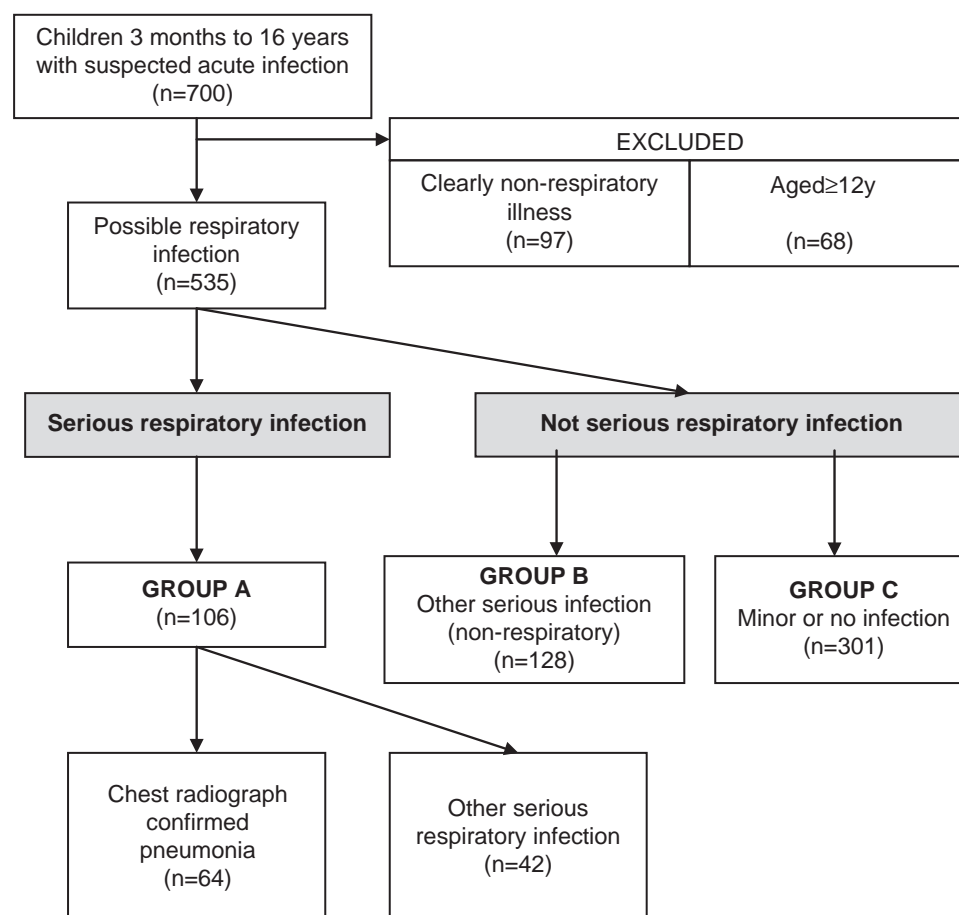 Children 3 months to 16 years
with suspected acute infection
(n=700)
EXCLUDED
Clearly non-respiratory
illness
(n=97)
Aged≥12y
(n=68)
Possible respiratory
infection
(n=535)
Serious respiratory infection
Not serious respiratory infection
GROUP A
(n=106)
GROUP B
Other serious infection
(non-respiratory)
(n=128)
GROUP C
Minor or no infection
(n=301)
Chest radiograph
confirmed
pneumonia
(n=64)
Other serious
respiratory infection
(n=42)